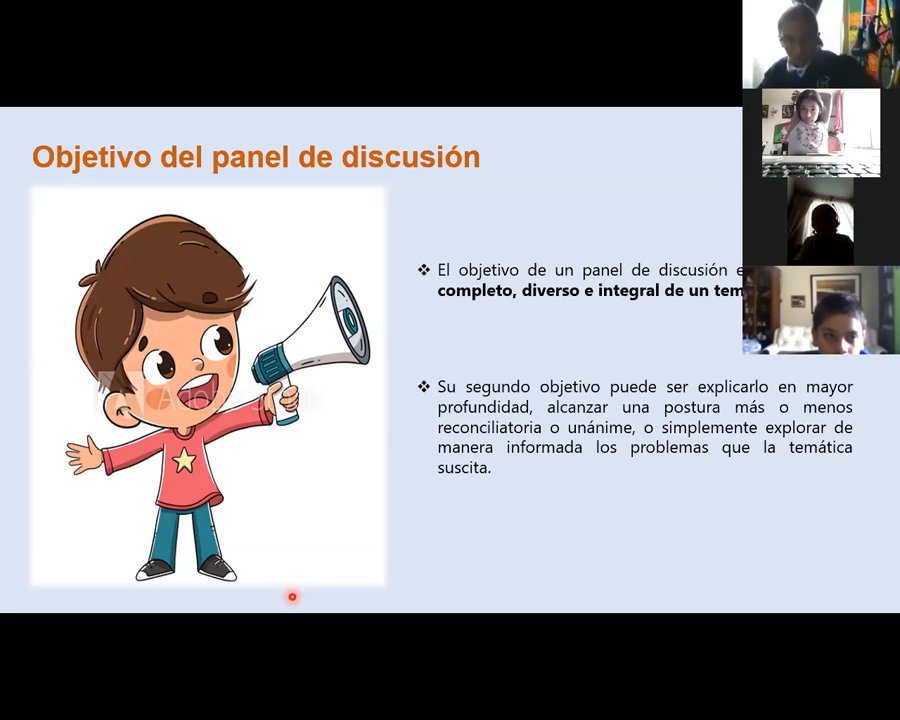 Objetivo del panel de discusión
❖ El objetivo de un panel de discusión
completo, diverso e integral de un tem
❖ Su segundo objetivo puede ser explicarlo en mayor
profundidad, alcanzar una postura más o menos
reconciliatoria o unánime, o simplemente explorar de
manera informada los problemas que la temática
suscita.